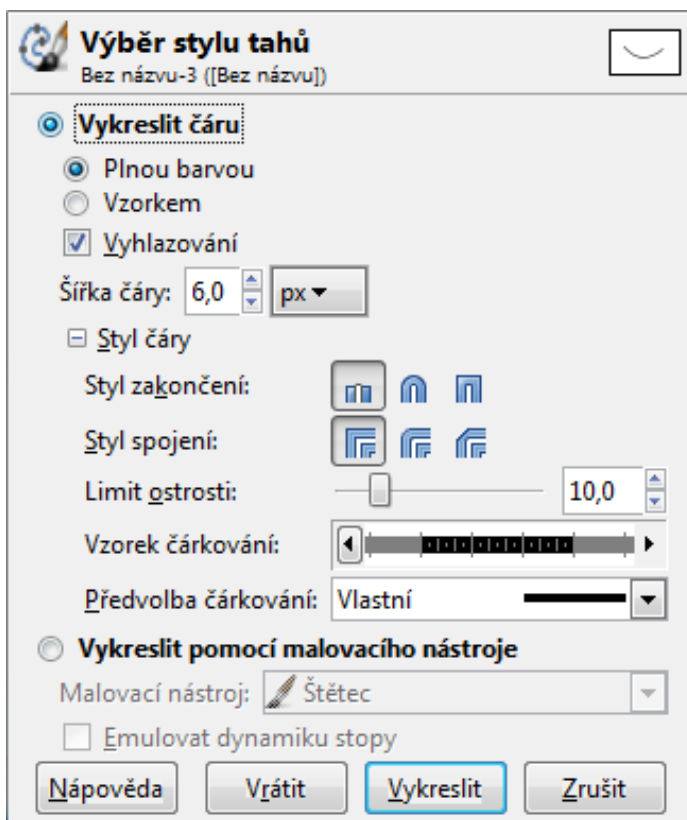 Výběr stylu tahů
Bez názvu-3 ([Bez názvu])
Vykreslit čáru
Plnou barvou
Vzorkem
Vyhlazování
Šířka čáry: 6,0 px
Styl čáry
Styl zakončení:
Styl spojení:
Limit ostrosti: 10,0
Vzorek čárkování:
Předvolba čárkování: Vlastní
Vykreslit pomocí malovacího nástroje
Malovací nástroj: Štětec
Emulovat dynamiku stopy
Nápověda Vrátit Vykreslit Zrušit